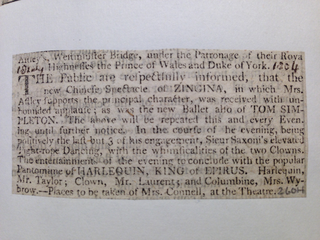 Astley's, Westminster Bridge, under the Patronage of their Royal
Highnesses the Prince of Wales and Duke of York. 1804
THE Public are respectfully informed, that the
new Chinese Spectacle of ZINGINA, in which Mrs.
Astley supports the principal character, was received with un-
bounded applause; as was the new Ballet also of TOM SIM-
PLETON. The above will be repeated this and every Even-
ing until further notice. In the course of the evening, being
positively the last but 3 of his engagement, Sieur Saxoni's elevated
Tight-rope Dancing, with the whimsicalities of the two Clowns.
The entertainments of the evening to conclude with the popular
Pantomime of HARLEQUIN, KING of EPIRUS. Harlequin,
Mr. Taylor; Clown, Mr. Laurent; and Columbine, Mrs. Wy-
brow.--Places to be taken of Mrs. Connell, at the Theatre.